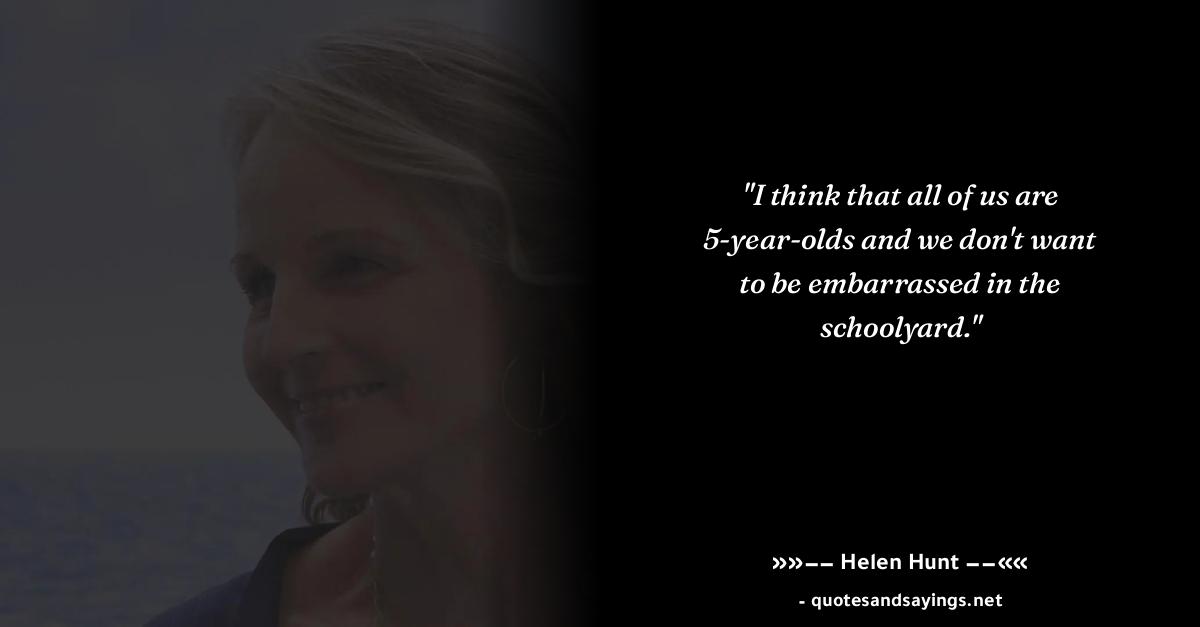 "I think that all of us are
5-year-olds and we don't want
to be embarrassed in the
schoolyard."
»»−− Helen Hunt −−««
- quotesandsayings.net